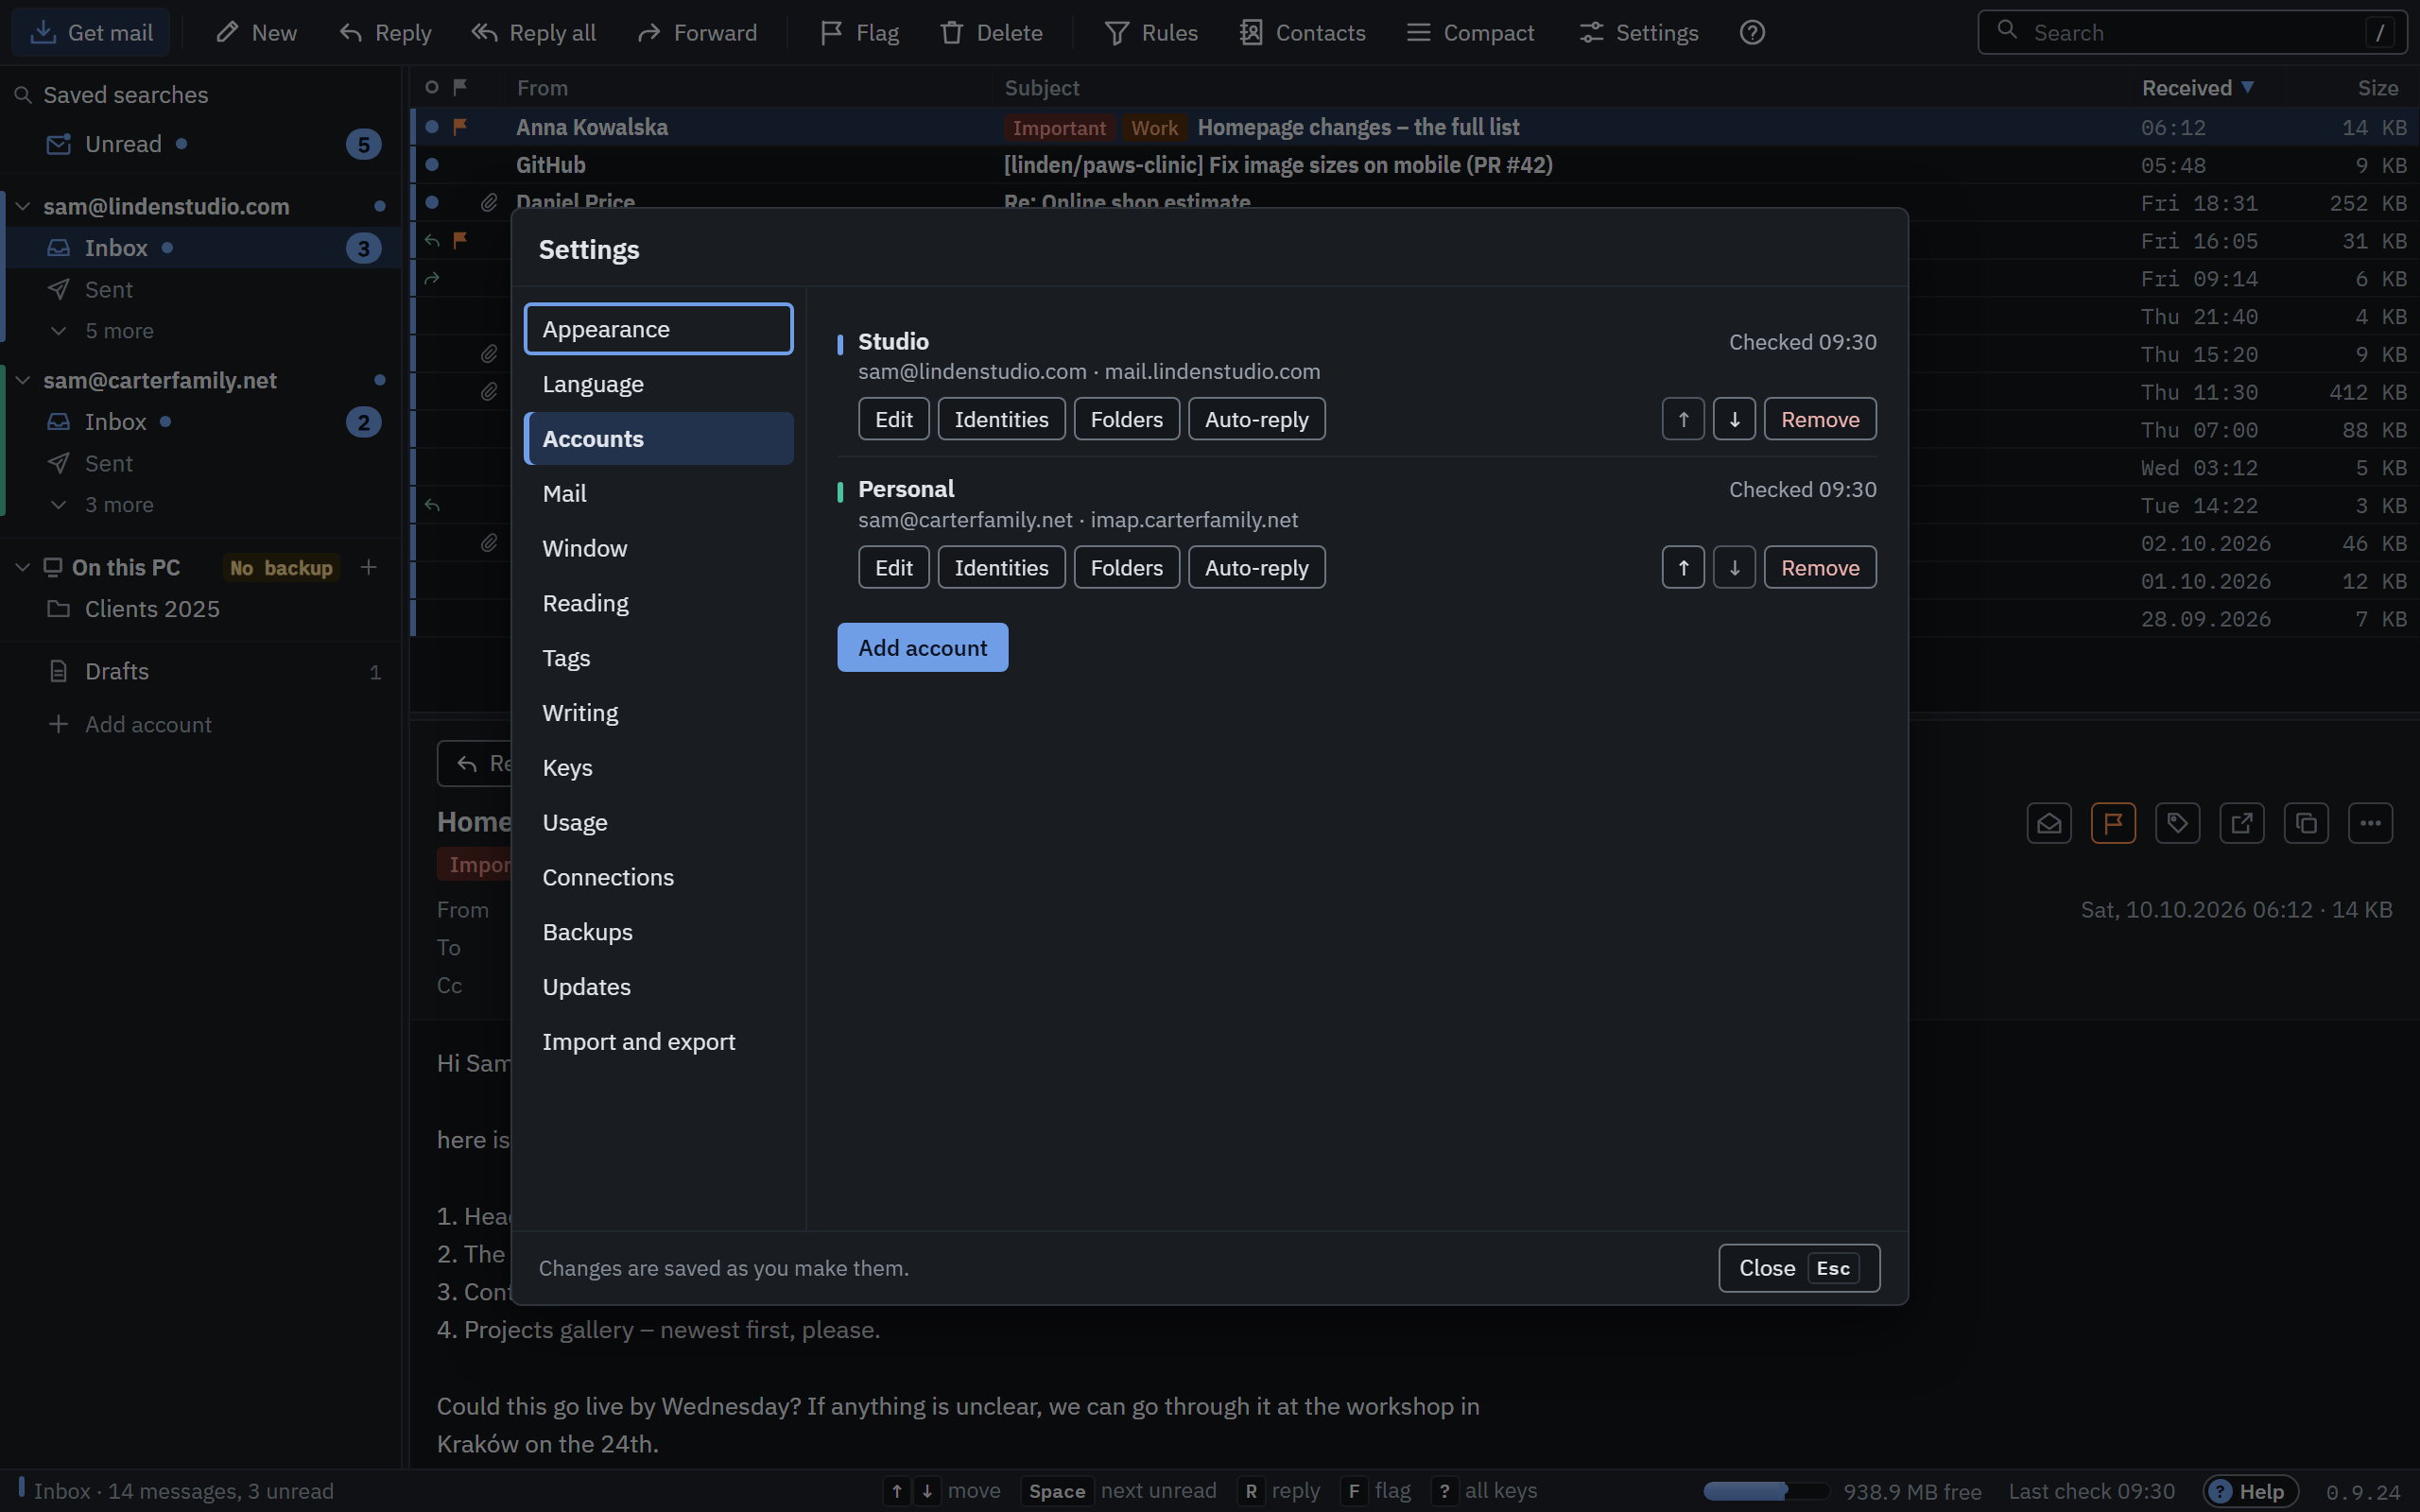 Get mail New Reply Reply all Forward Flag Delete Rules Contacts Compact Settings Search /
Saved searches
Unread 5
sam@lindenstudio.com
Inbox 3
Sent
5 more
sam@carterfamily.net
Inbox 2
Sent
3 more
On this PC No backup
Clients 2025
Drafts 1
Add account
From Subject Received Size
Anna Kowalska Important Work Homepage changes – the full list 06:12 14 KB
GitHub [linden/paws-clinic] Fix image sizes on mobile (PR #42) 05:48 9 KB
Daniel Price Re: Online shop estimate Fri 18:31 252 KB
Fri 16:05 31 KB
Fri 09:14 6 KB
Thu 21:40 4 KB
Thu 15:20 9 KB
Thu 11:30 412 KB
Thu 07:00 88 KB
Wed 03:12 5 KB
Tue 14:22 3 KB
02.10.2026 46 KB
01.10.2026 12 KB
28.09.2026 7 KB
Settings
Appearance
Language
Accounts
Mail
Window
Reading
Tags
Writing
Keys
Usage
Connections
Backups
Updates
Import and export
Studio Checked 09:30
sam@lindenstudio.com · mail.lindenstudio.com
Edit Identities Folders Auto-reply ↑ ↓ Remove
Personal Checked 09:30
sam@carterfamily.net · imap.carterfamily.net
Edit Identities Folders Auto-reply ↑ ↓ Remove
Add account
Changes are saved as you make them.
Close Esc
From Sat, 10.10.2026 06:12 · 14 KB
To
Cc
Hi Sam
here is
1.
2. The
3.
4. Projects gallery – newest first, please.
Could this go live by Wednesday? If anything is unclear, we can go through it at the workshop in
Kraków on the 24th.
Inbox · 14 messages, 3 unread ↑ ↓ move Space next unread R reply F flag ? all keys 938.9 MB free Last check 09:30 ? Help 0.9.24